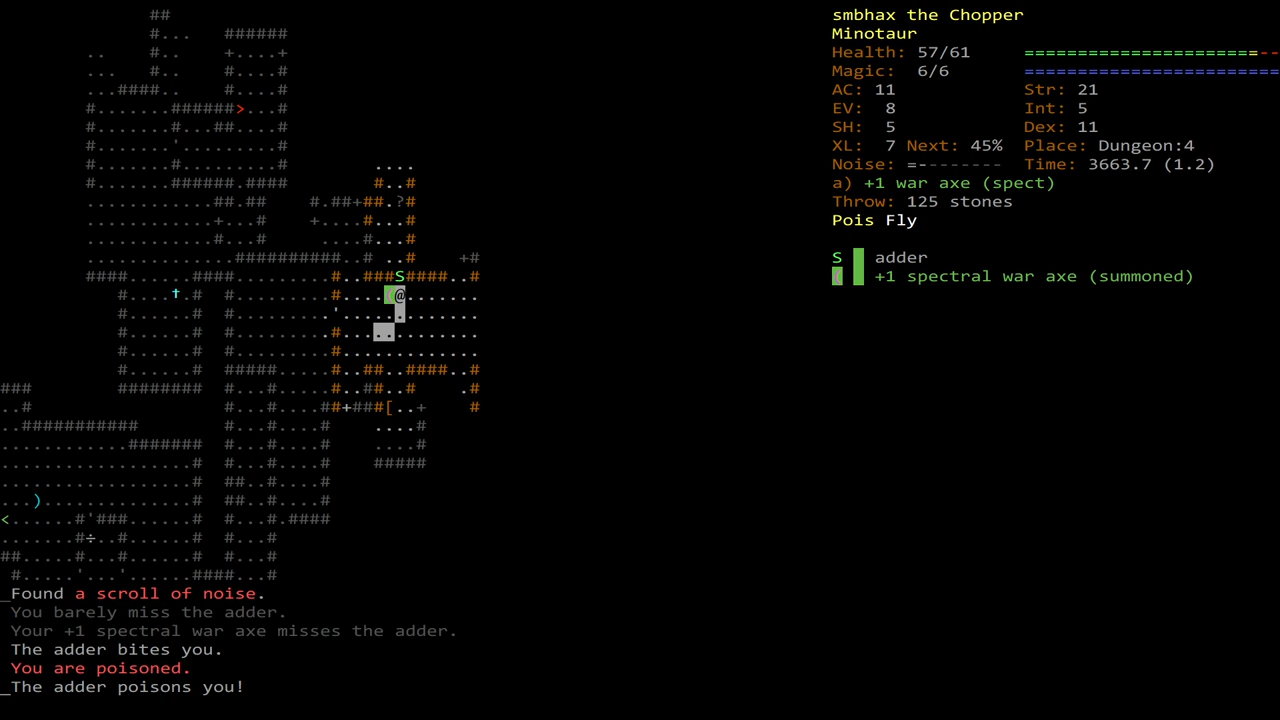 smbhax the Chopper
Minotaur
Health: 57/61
Magic: 6/6
AC: 11 Str: 21
EV: 8 Int: 5
SH: 5 Dex: 11
XL: 7 Next: 45% Place: Dungeon:4
Noise: =-------- Time: 3663.7 (1.2)
a) +1 war axe (spect)
Throw: 125 stones
Pois Fly
S adder
( +1 spectral war axe (summoned)
_Found a scroll of noise.
You barely miss the adder.
Your +1 spectral war axe misses the adder.
The adder bites you.
You are poisoned.
_The adder poisons you!